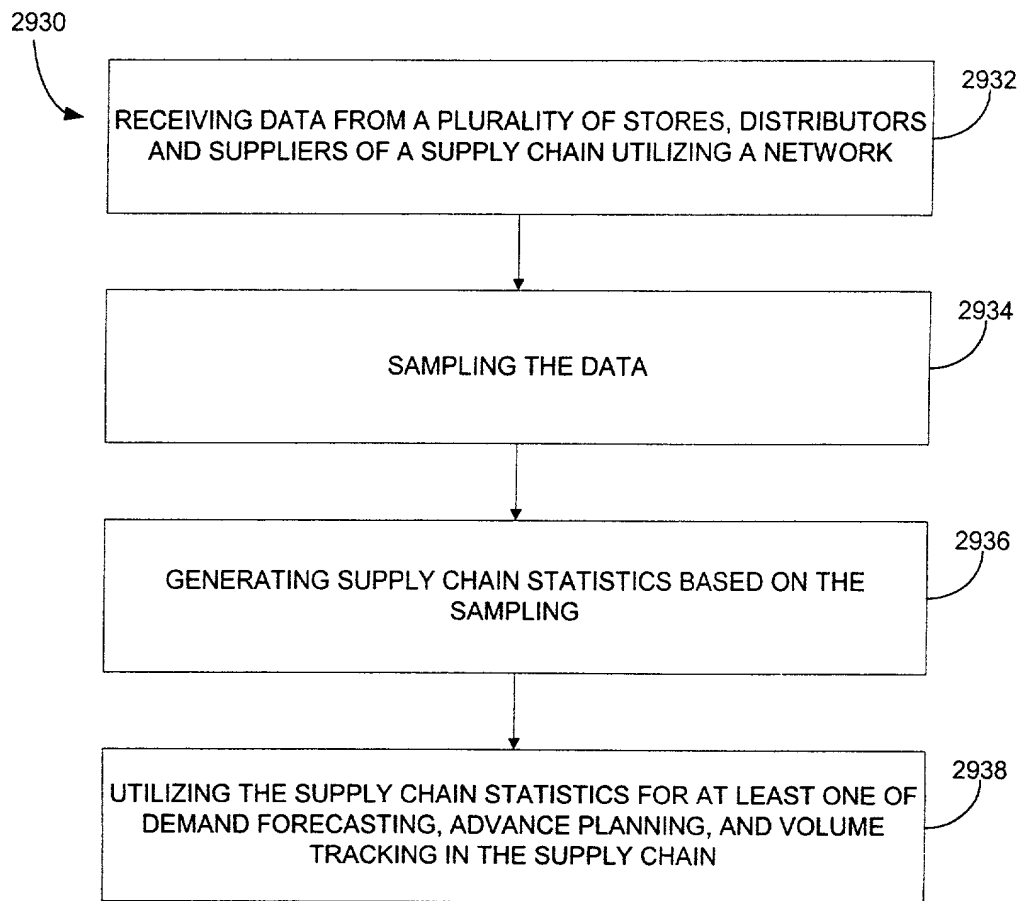 2930
2932
RECEIVING DATA FROM A PLURALITY OF STORES, DISTRIBUTORS
AND SUPPLIERS OF A SUPPLY CHAIN UTILIZING A NETWORK
2934
SAMPLING THE DATA
2936
GENERATING SUPPLY CHAIN STATISTICS BASED ON THE
SAMPLING
2938
UTILIZING THE SUPPLY CHAIN STATISTICS FOR AT LEAST ONE OF
DEMAND FORECASTING, ADVANCE PLANNING, AND VOLUME
TRACKING IN THE SUPPLY CHAIN